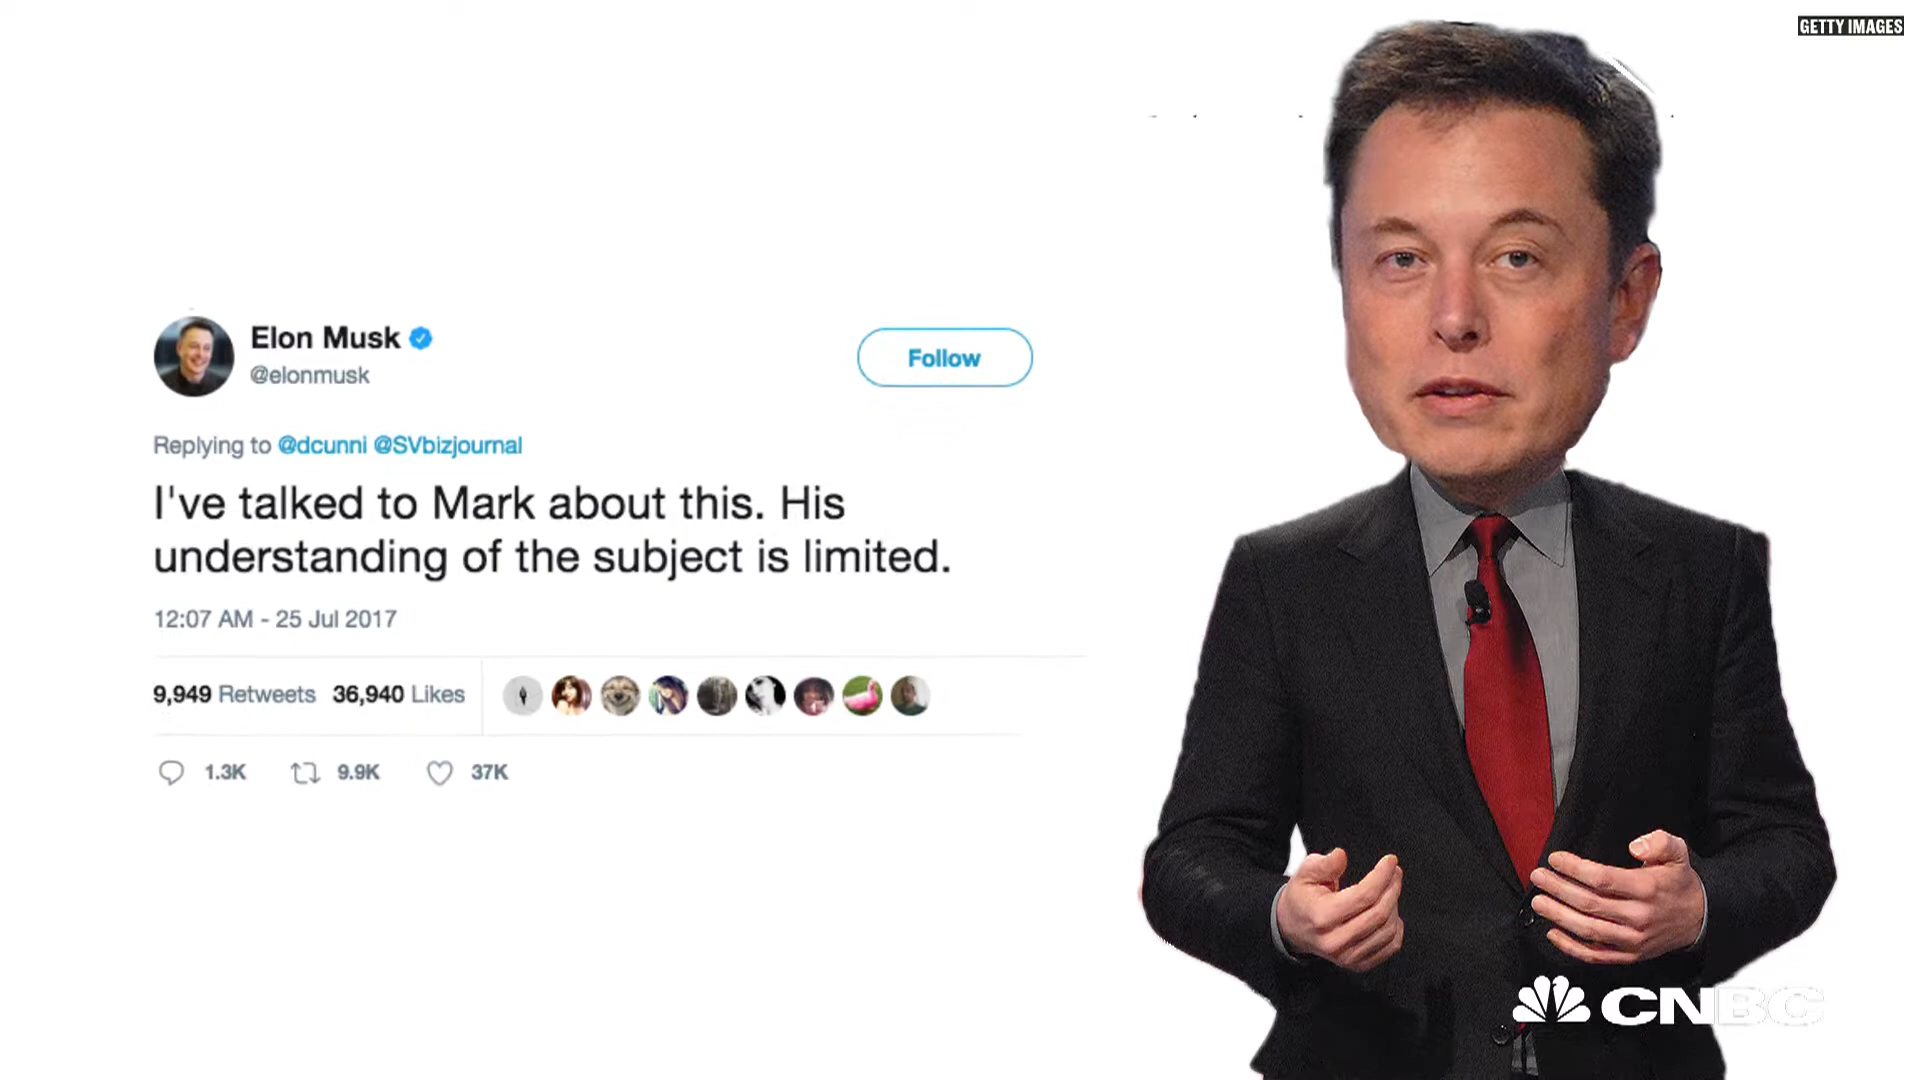 GETTY IMAGES
Elon Musk
@elonmusk
Follow
Replying to @dcunni @SVbizjournal
I've talked to Mark about this. His
understanding of the subject is limited.
12:07 AM - 25 Jul 2017
9,949 Retweets 36,940 Likes
1.3K 9.9K 37K
CNBC